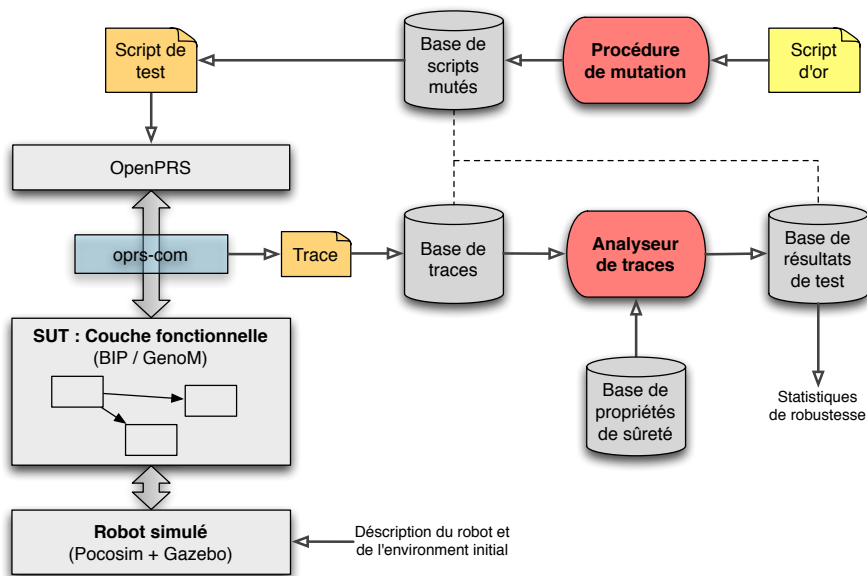 Script de
test
Base de
scripts
mutés
Procédure
de mutation
Script
d'or
OpenPRS
oprs-com
Trace
Base de
traces
Analyseur
de traces
Base de
résultats
de test
SUT : Couche fonctionnelle
(BIP / GenoM)
Base de
propriétés
de sûreté
Statistiques
de robustesse
Robot simulé
(Pocosim + Gazebo)
Déscription du robot et
de l'environment initial